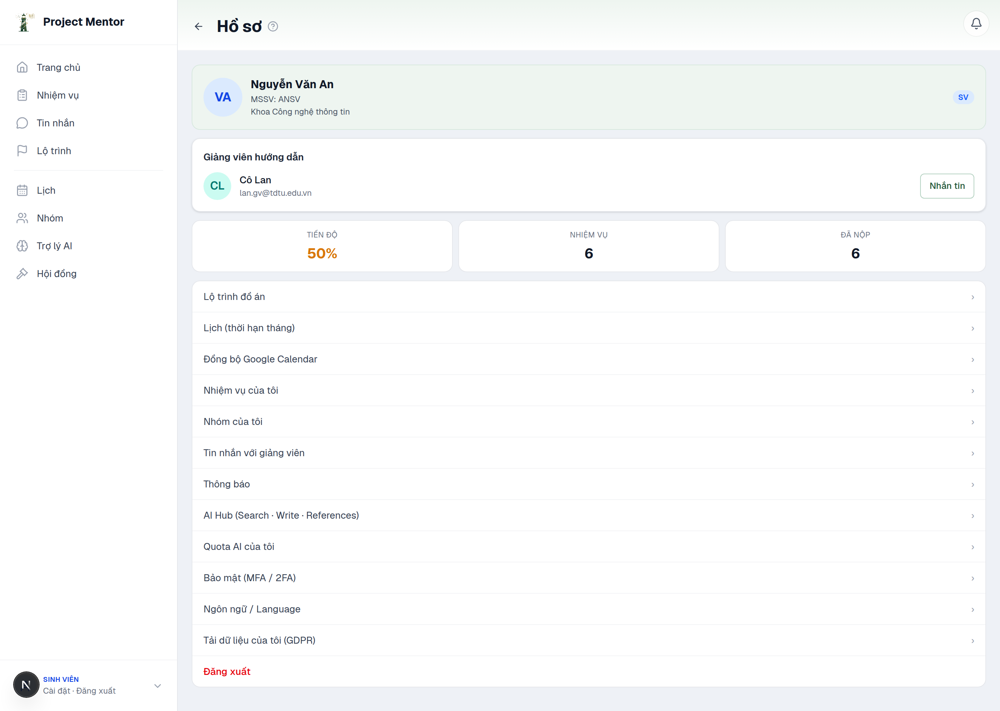 Project Mentor
Trang chủ
Nhiệm vụ
Tin nhắn
Lộ trình
Lịch
Nhóm
Trợ lý AI
Hội đồng
N
SINH VIÊN
Cài đặt · Đăng xuất
Hồ sơ
VA
Nguyễn Văn An
MSSV: ANSV
Khoa Công nghệ thông tin
SV
Giảng viên hướng dẫn
CL
Cô Lan
lan.gv@tdtu.edu.vn
Nhắn tin
TIẾN ĐỘ
50%
NHIỆM VỤ
6
ĐÃ NỘP
6
Lộ trình đồ án
Lịch (thời hạn tháng)
Đồng bộ Google Calendar
Nhiệm vụ của tôi
Nhóm của tôi
Tin nhắn với giảng viên
Thông báo
AI Hub (Search · Write · References)
Quota AI của tôi
Bảo mật (MFA / 2FA)
Ngôn ngữ / Language
Tải dữ liệu của tôi (GDPR)
Đăng xuất